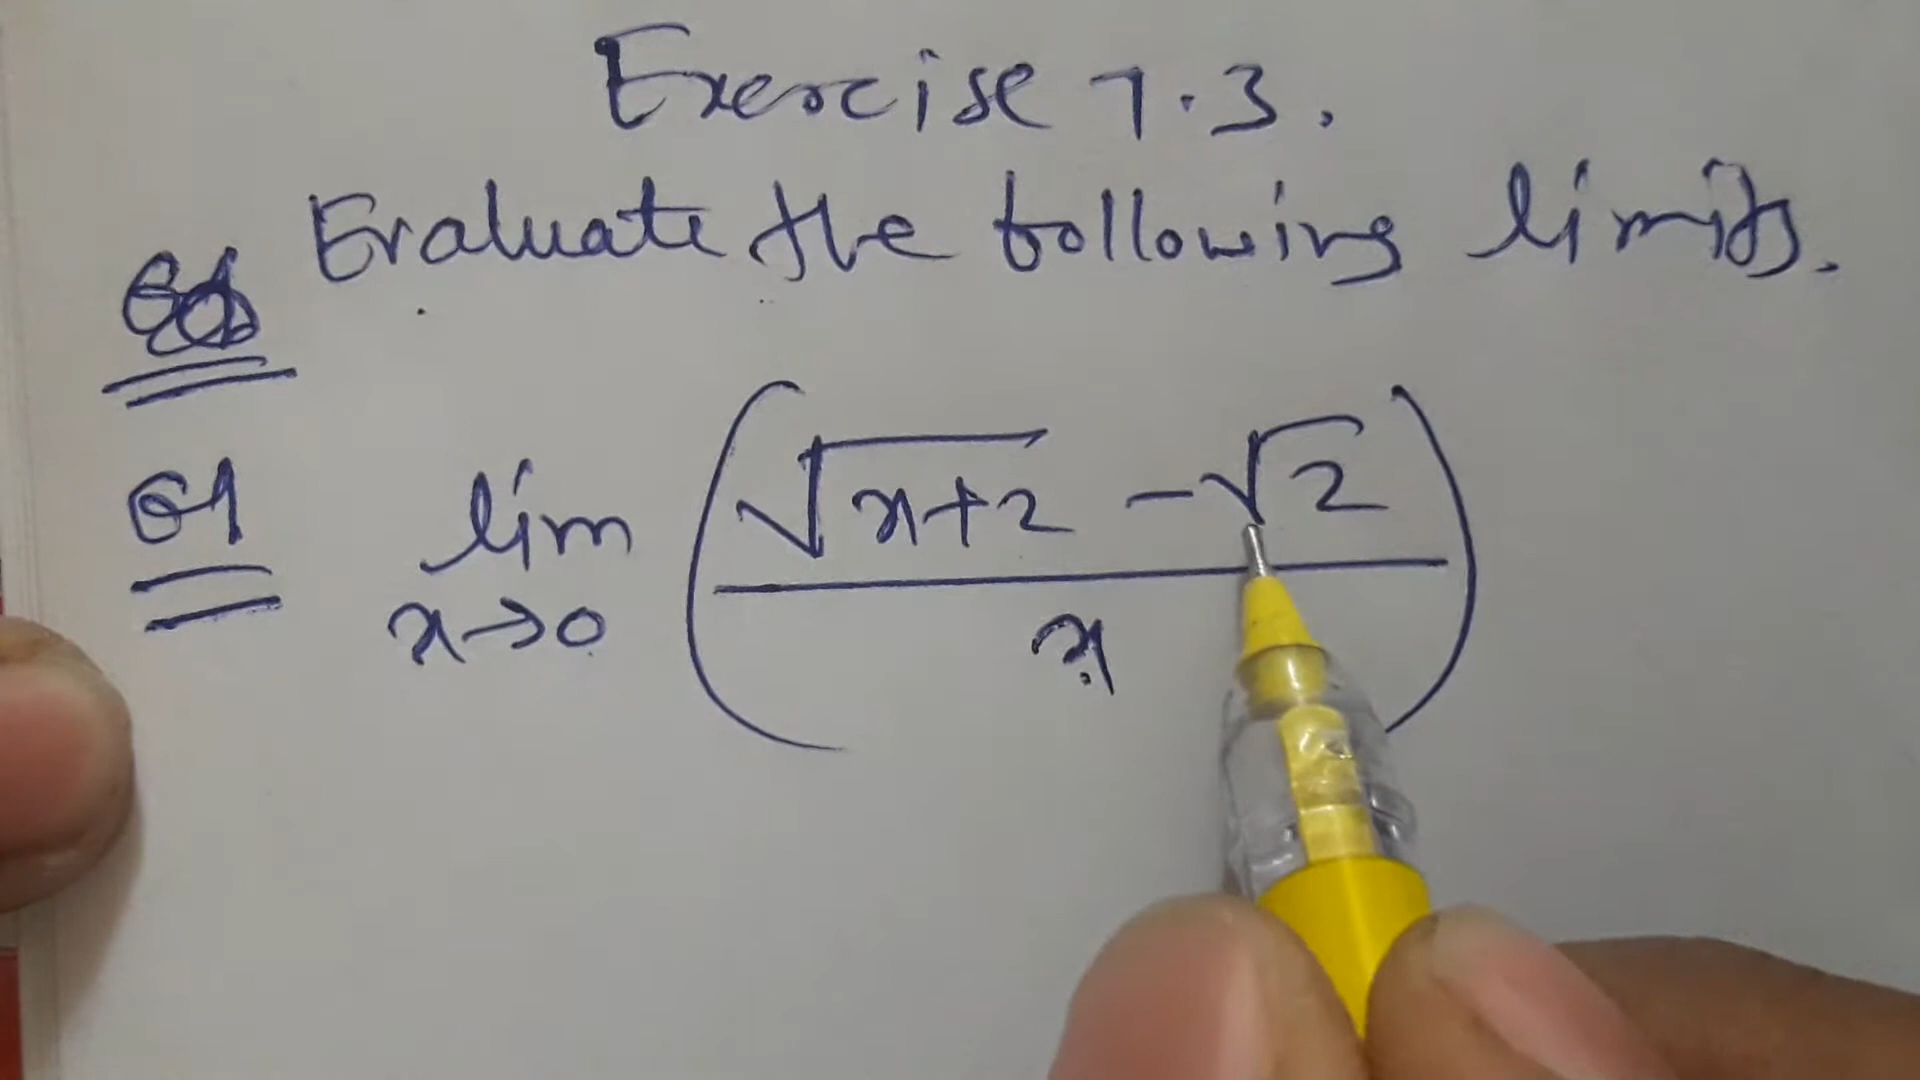 Exercise 7.3.
Evaluate the following limits.
Q1 lim x→0 (√(x+2) - √2 / x)